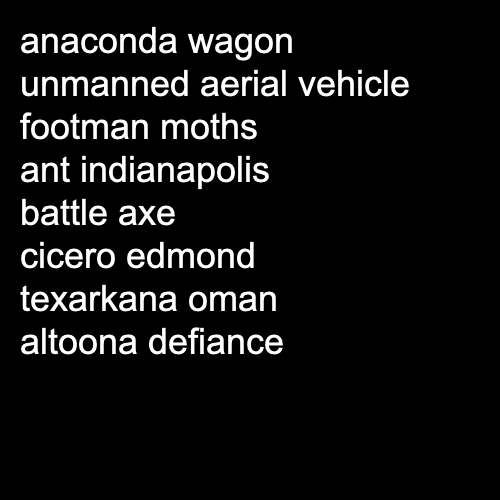 anaconda wagon
unmanned aerial vehicle
footman moths
ant indianapolis
battle axe
cicero edmond
texarkana oman
altoona defiance